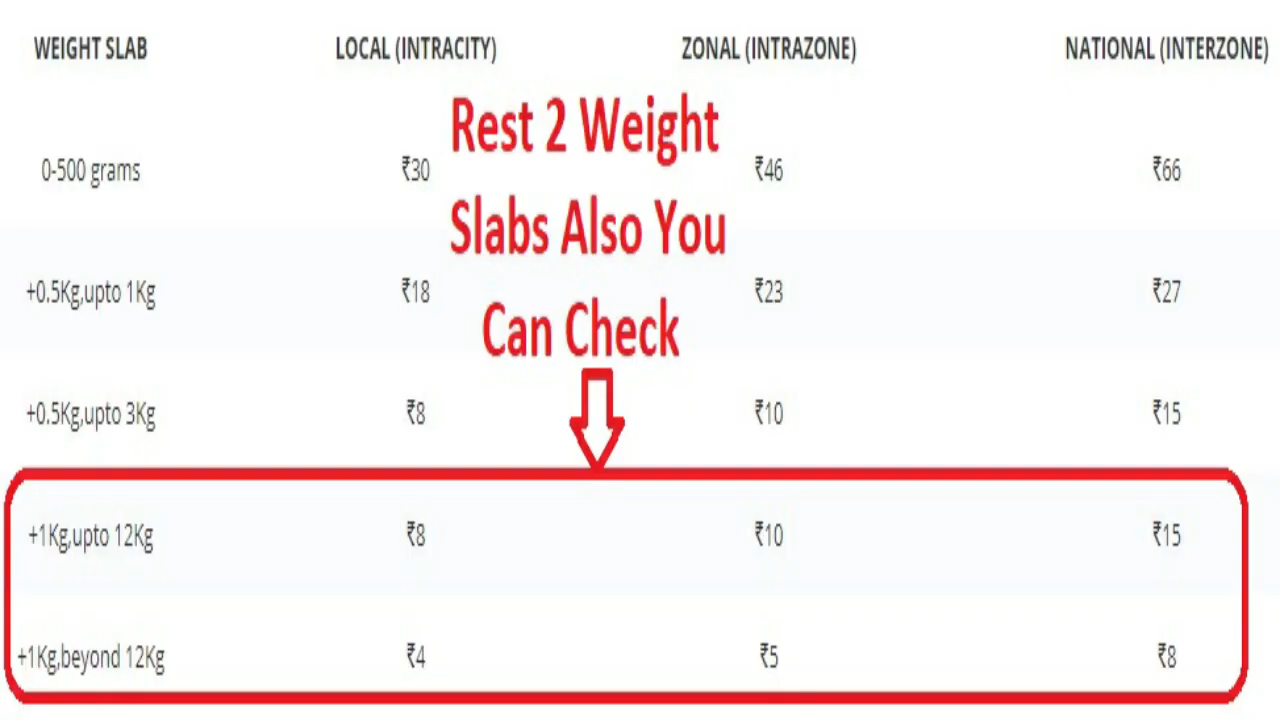 WEIGHT SLAB LOCAL (INTRACITY) ZONAL (INTRAZONE) NATIONAL (INTERZONE)
Rest 2 Weight
0-500 grams ₹30 ₹46 ₹66
Slabs Also You
+0.5Kg,upto 1Kg ₹18 ₹23 ₹27
Can Check
+0.5Kg,upto 3Kg ₹8 ₹10 ₹15
+1Kg,upto 12Kg ₹8 ₹10 ₹15
+1Kg,beyond 12Kg ₹4 ₹5 ₹8